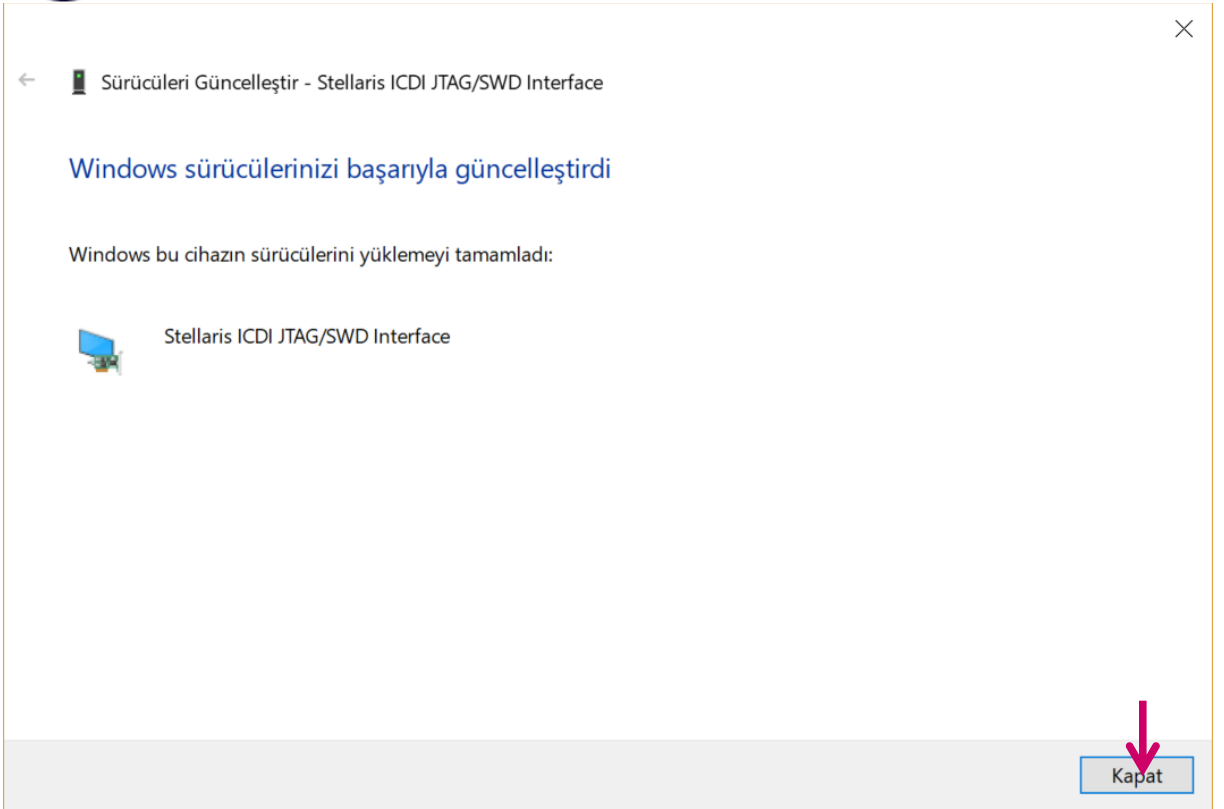 Sürücüleri Güncelleştir - Stellaris ICDI JTAG/SWD Interface
Windows sürücülerinizi başarıyla güncelleştirdi
Windows bu cihazın sürücülerini yüklemeyi tamamladı:
Stellaris ICDI JTAG/SWD Interface
Kapat